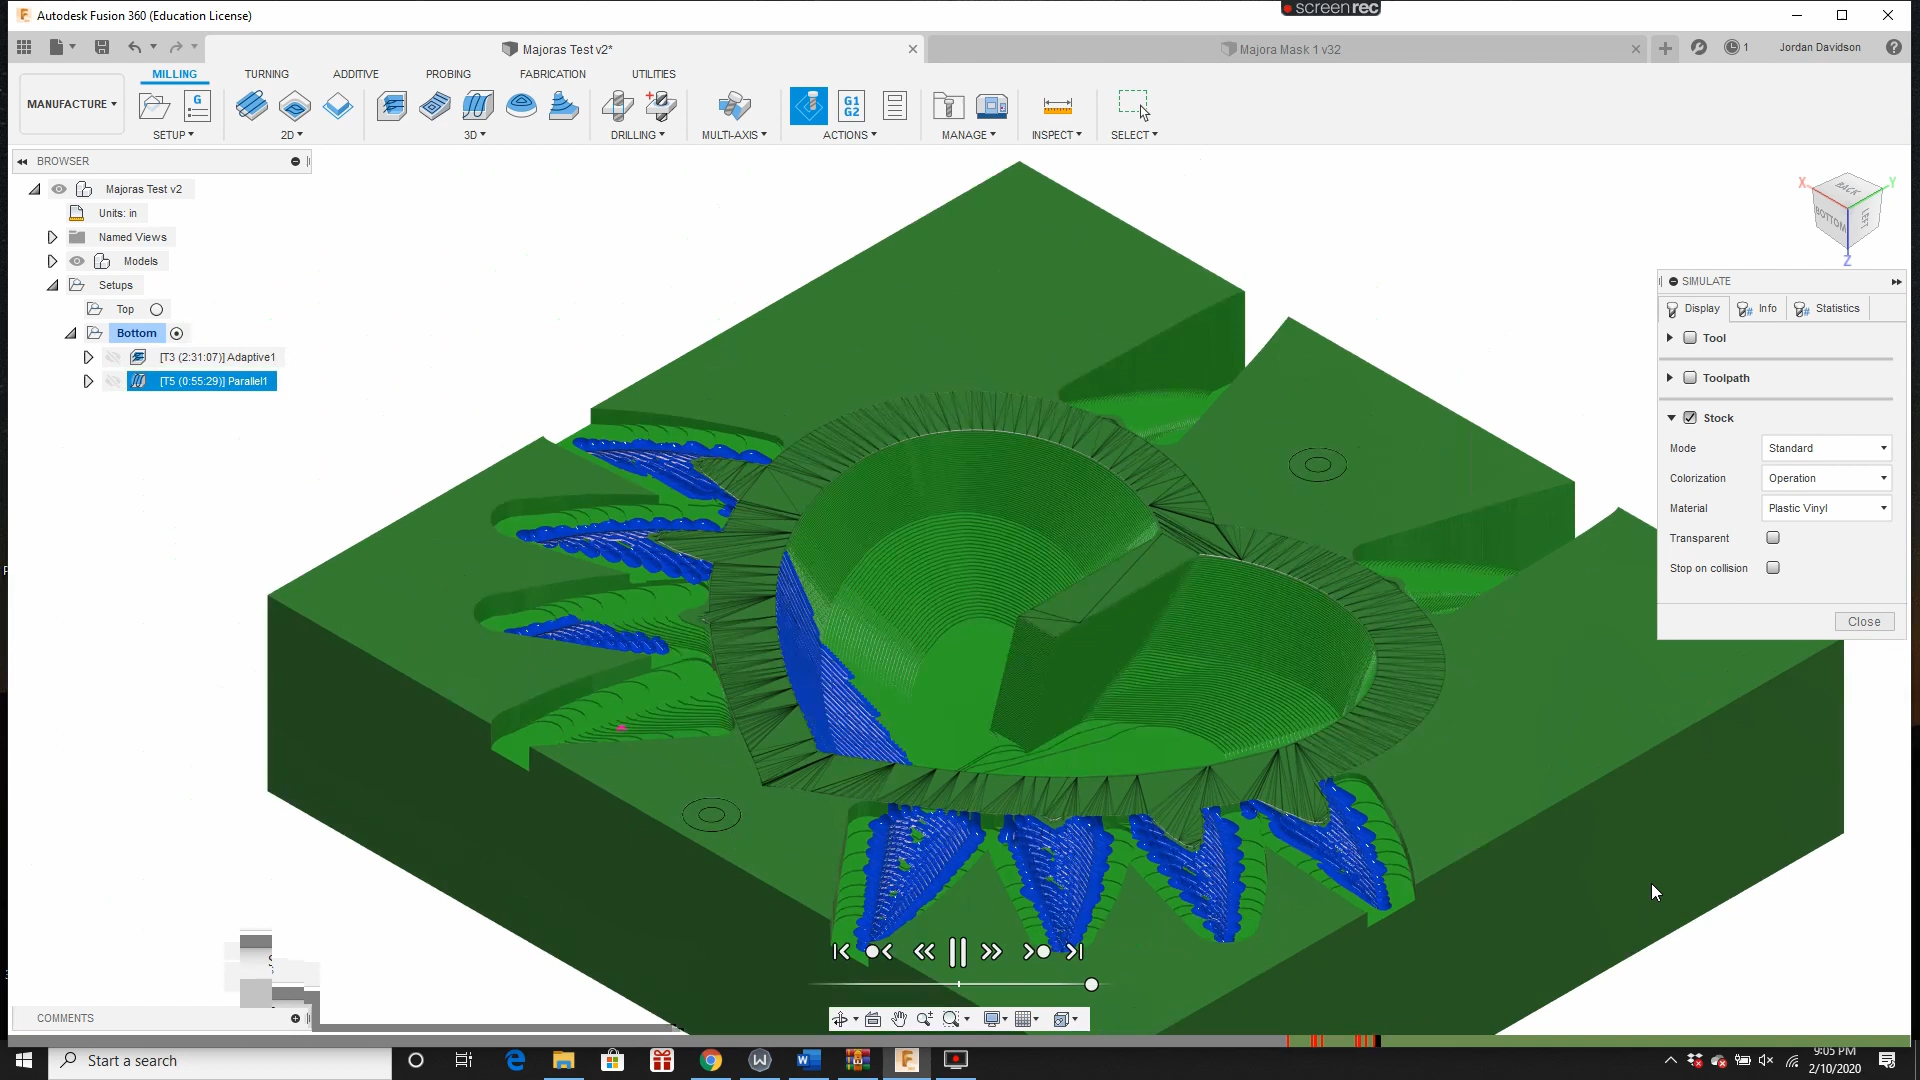 screenrec
Autodesk Fusion 360 (Education License)
Majoras Test v2*
Majora Mask 1 v32
1
Jordan Davidson
MILLING TURNING ADDITIVE PROBING FABRICATION UTILITIES
MANUFACTURE
G
G1
G2
SETUP 2D 3D DRILLING MULTI-AXIS ACTIONS MANAGE INSPECT SELECT
BROWSER
Majoras Test v2
Units: in
Named Views
Models
Setups
Top
Bottom
[T3 (2:31:07)] Adaptive1
[T5 (0:55:29)] Parallel1
X Y
BACK
BOTTOM
LEFT
Z
SIMULATE
Display Info Statistics
Tool
Toolpath
Stock
Mode Standard
Colorization Operation
Material Plastic Vinyl
Transparent
Stop on collision
Close
COMMENTS
Start a search
9:05 PM
2/10/2020